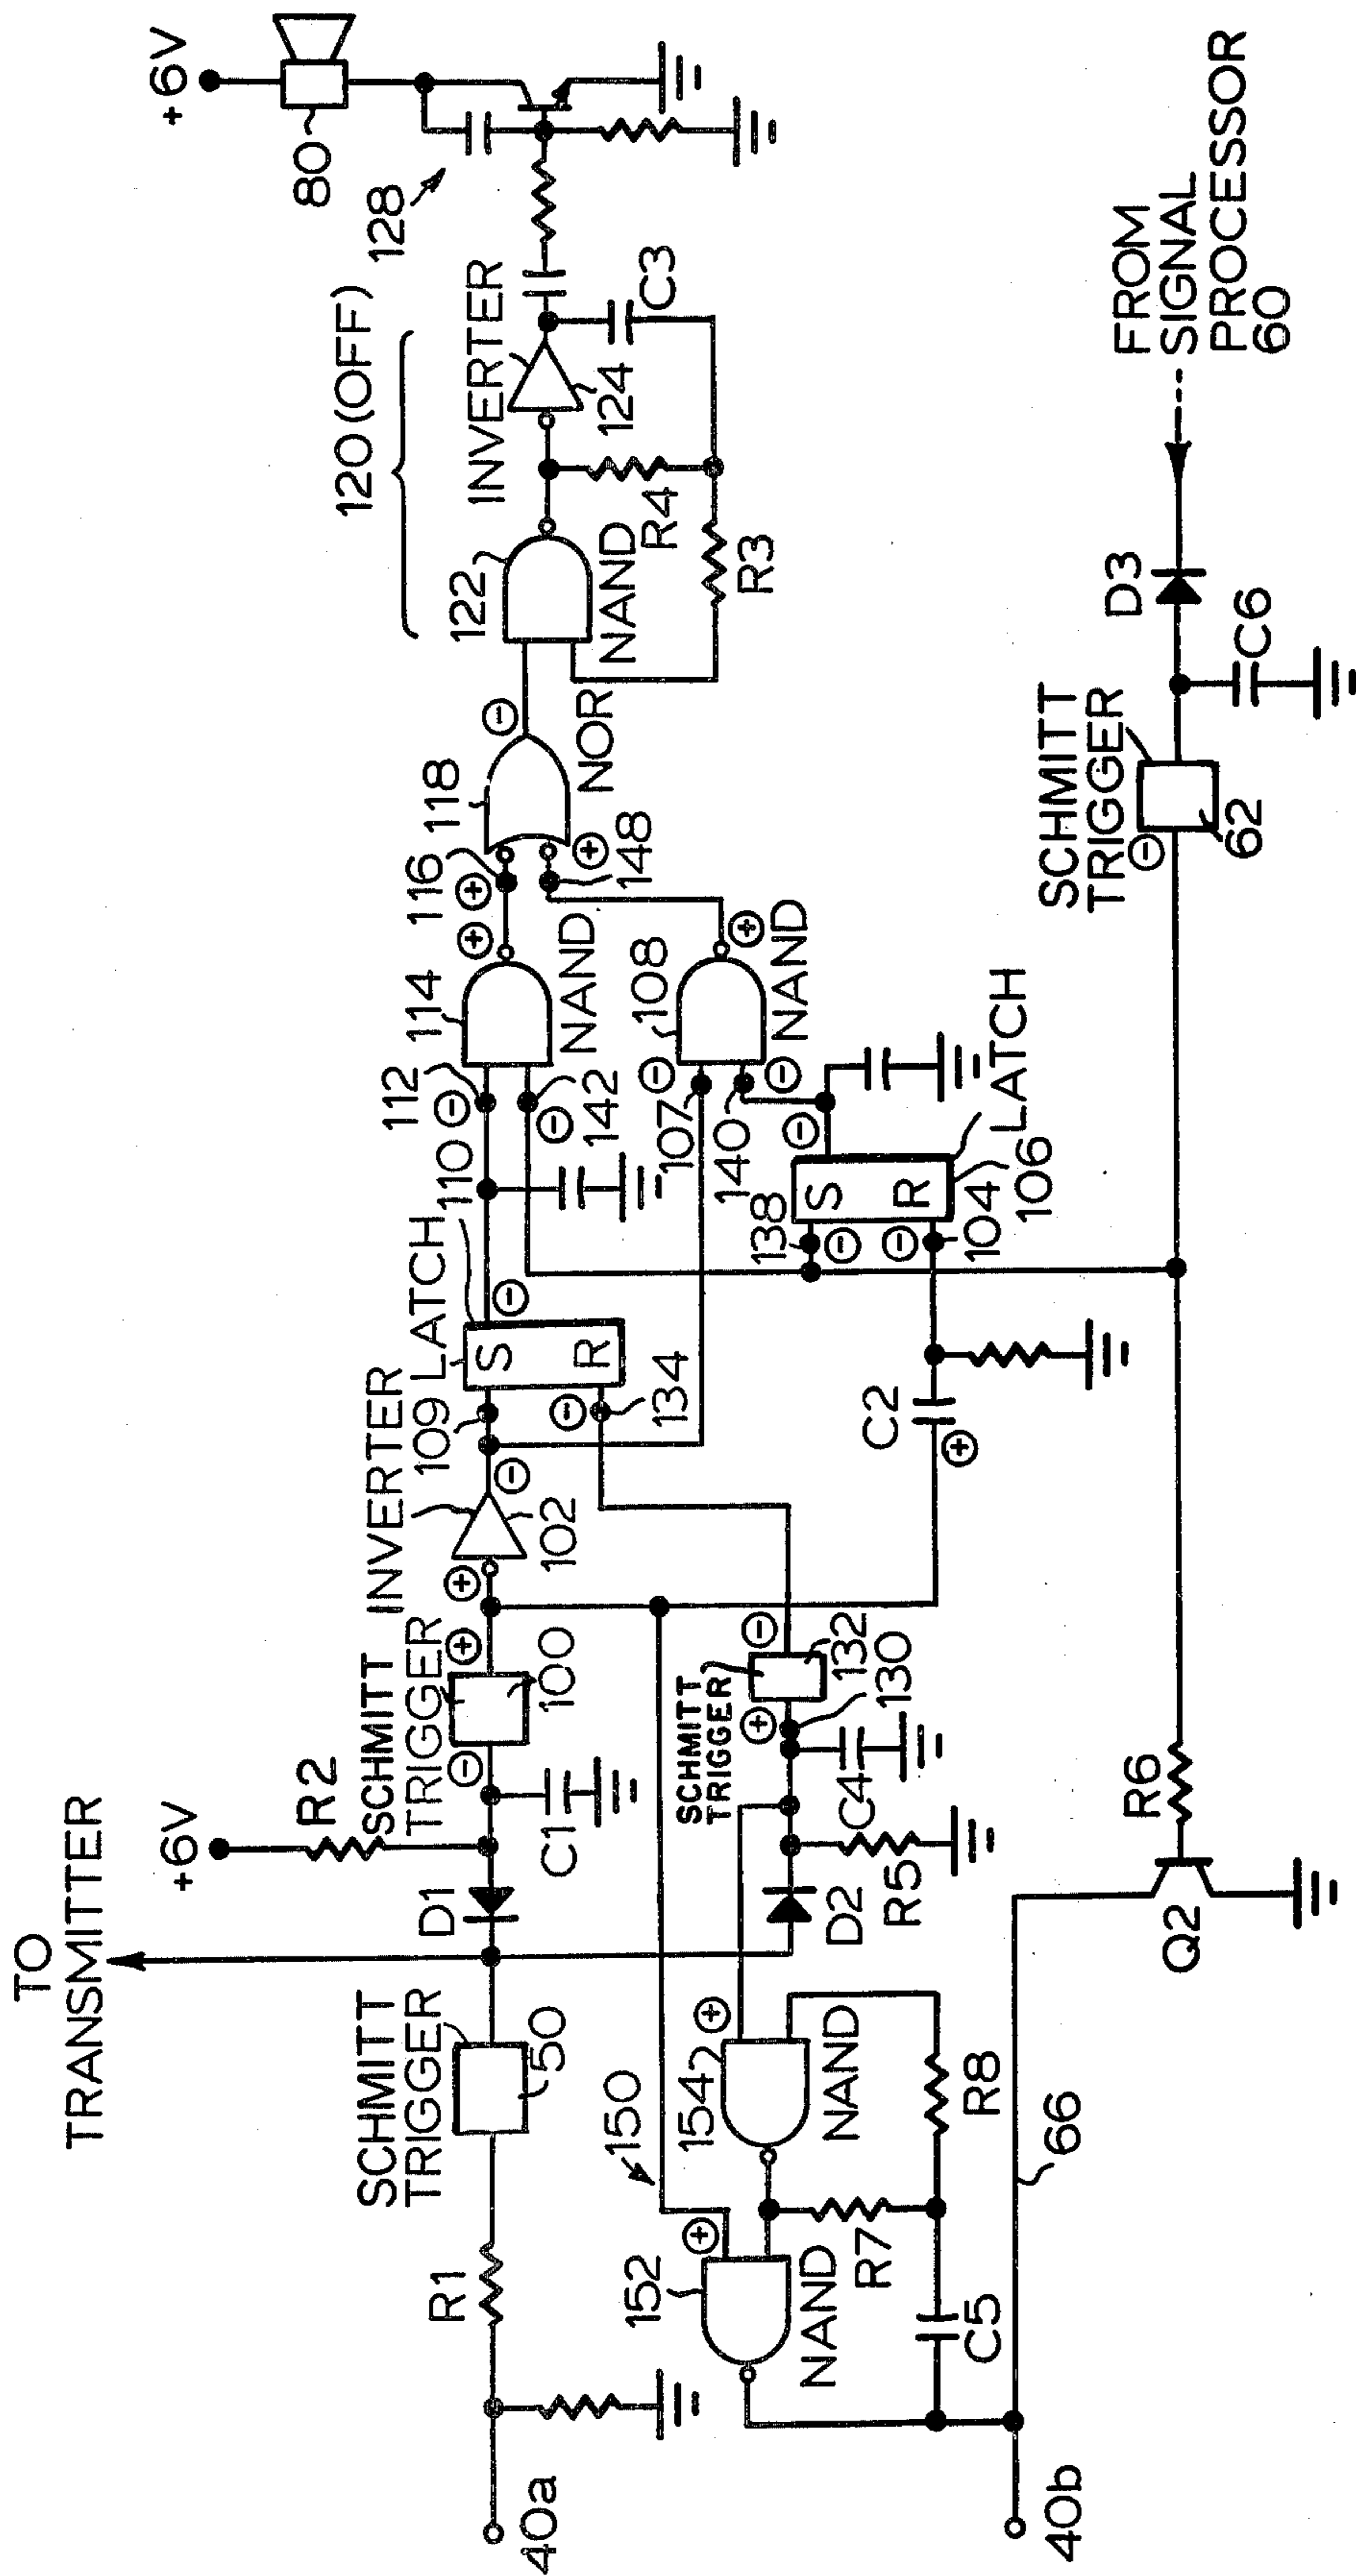 TO
TRANSMITTER
+6V
R2
D1
SCHMITT
TRIGGER
50
R1
40a
C1
SCHMITT
TRIGGER
100
INVERTER
102
109
LATCH
S
R
134
110
112
142
114
NAND
116
118
NOR
148
107
140
108
NAND
138
S
R
104
106
LATCH
C2
122
NAND
120 (OFF)
INVERTER
124
R4
R3
C3
128
80
+6V
150
152
NAND
154
NAND
R7
R8
C5
D2
R5
C4
SCHMITT
TRIGGER
132
130
66
40b
Q2
R6
SCHMITT
TRIGGER
62
C6
D3
FROM
SIGNAL
PROCESSOR
60